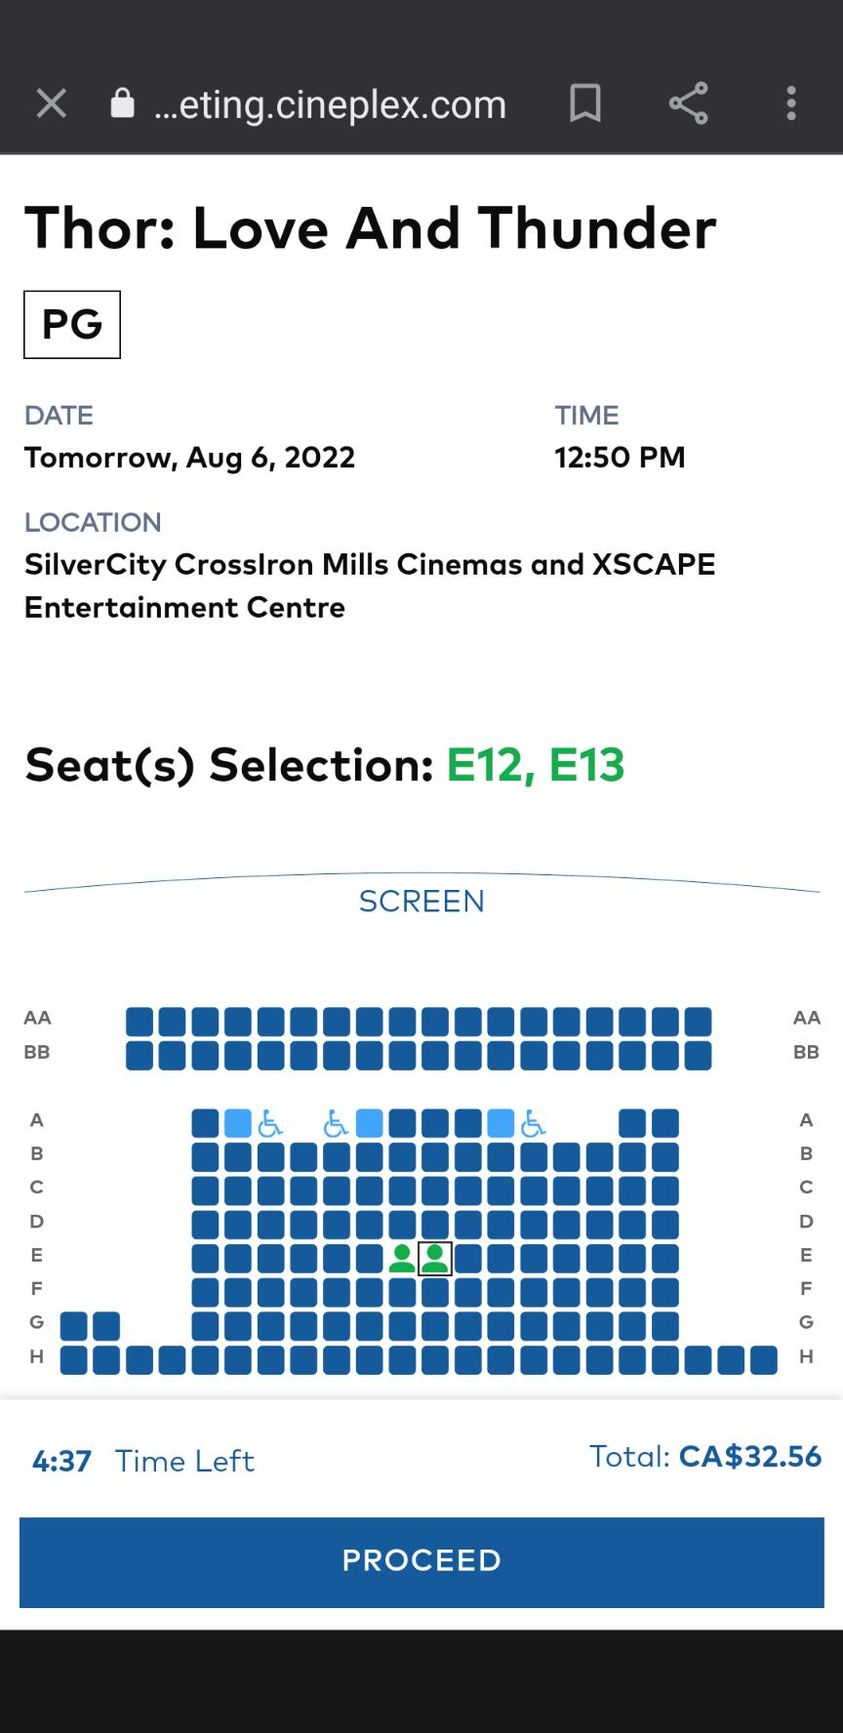 ...eting.cineplex.com
Thor: Love And Thunder
PG
DATE
TIME
Tomorrow, Aug 6, 2022
12:50 PM
LOCATION
SilverCity CrossIron Mills Cinemas and XSCAPE
Entertainment Centre
Seat(s) Selection: E12, E13
SCREEN
AA AA
BB BB
A A
B B
C C
D D
E E
F F
G G
H H
4:37 Time Left
Total: CA$32.56
PROCEED